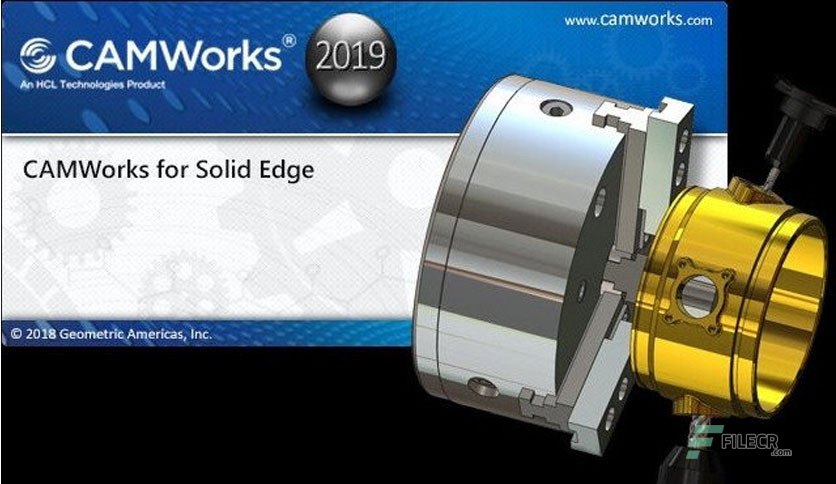 CAMWorks®
2019
www.camworks.com
An HCL Technologies Product
CAMWorks for Solid Edge
© 2018 Geometric Americas, Inc.
FILECR
.com